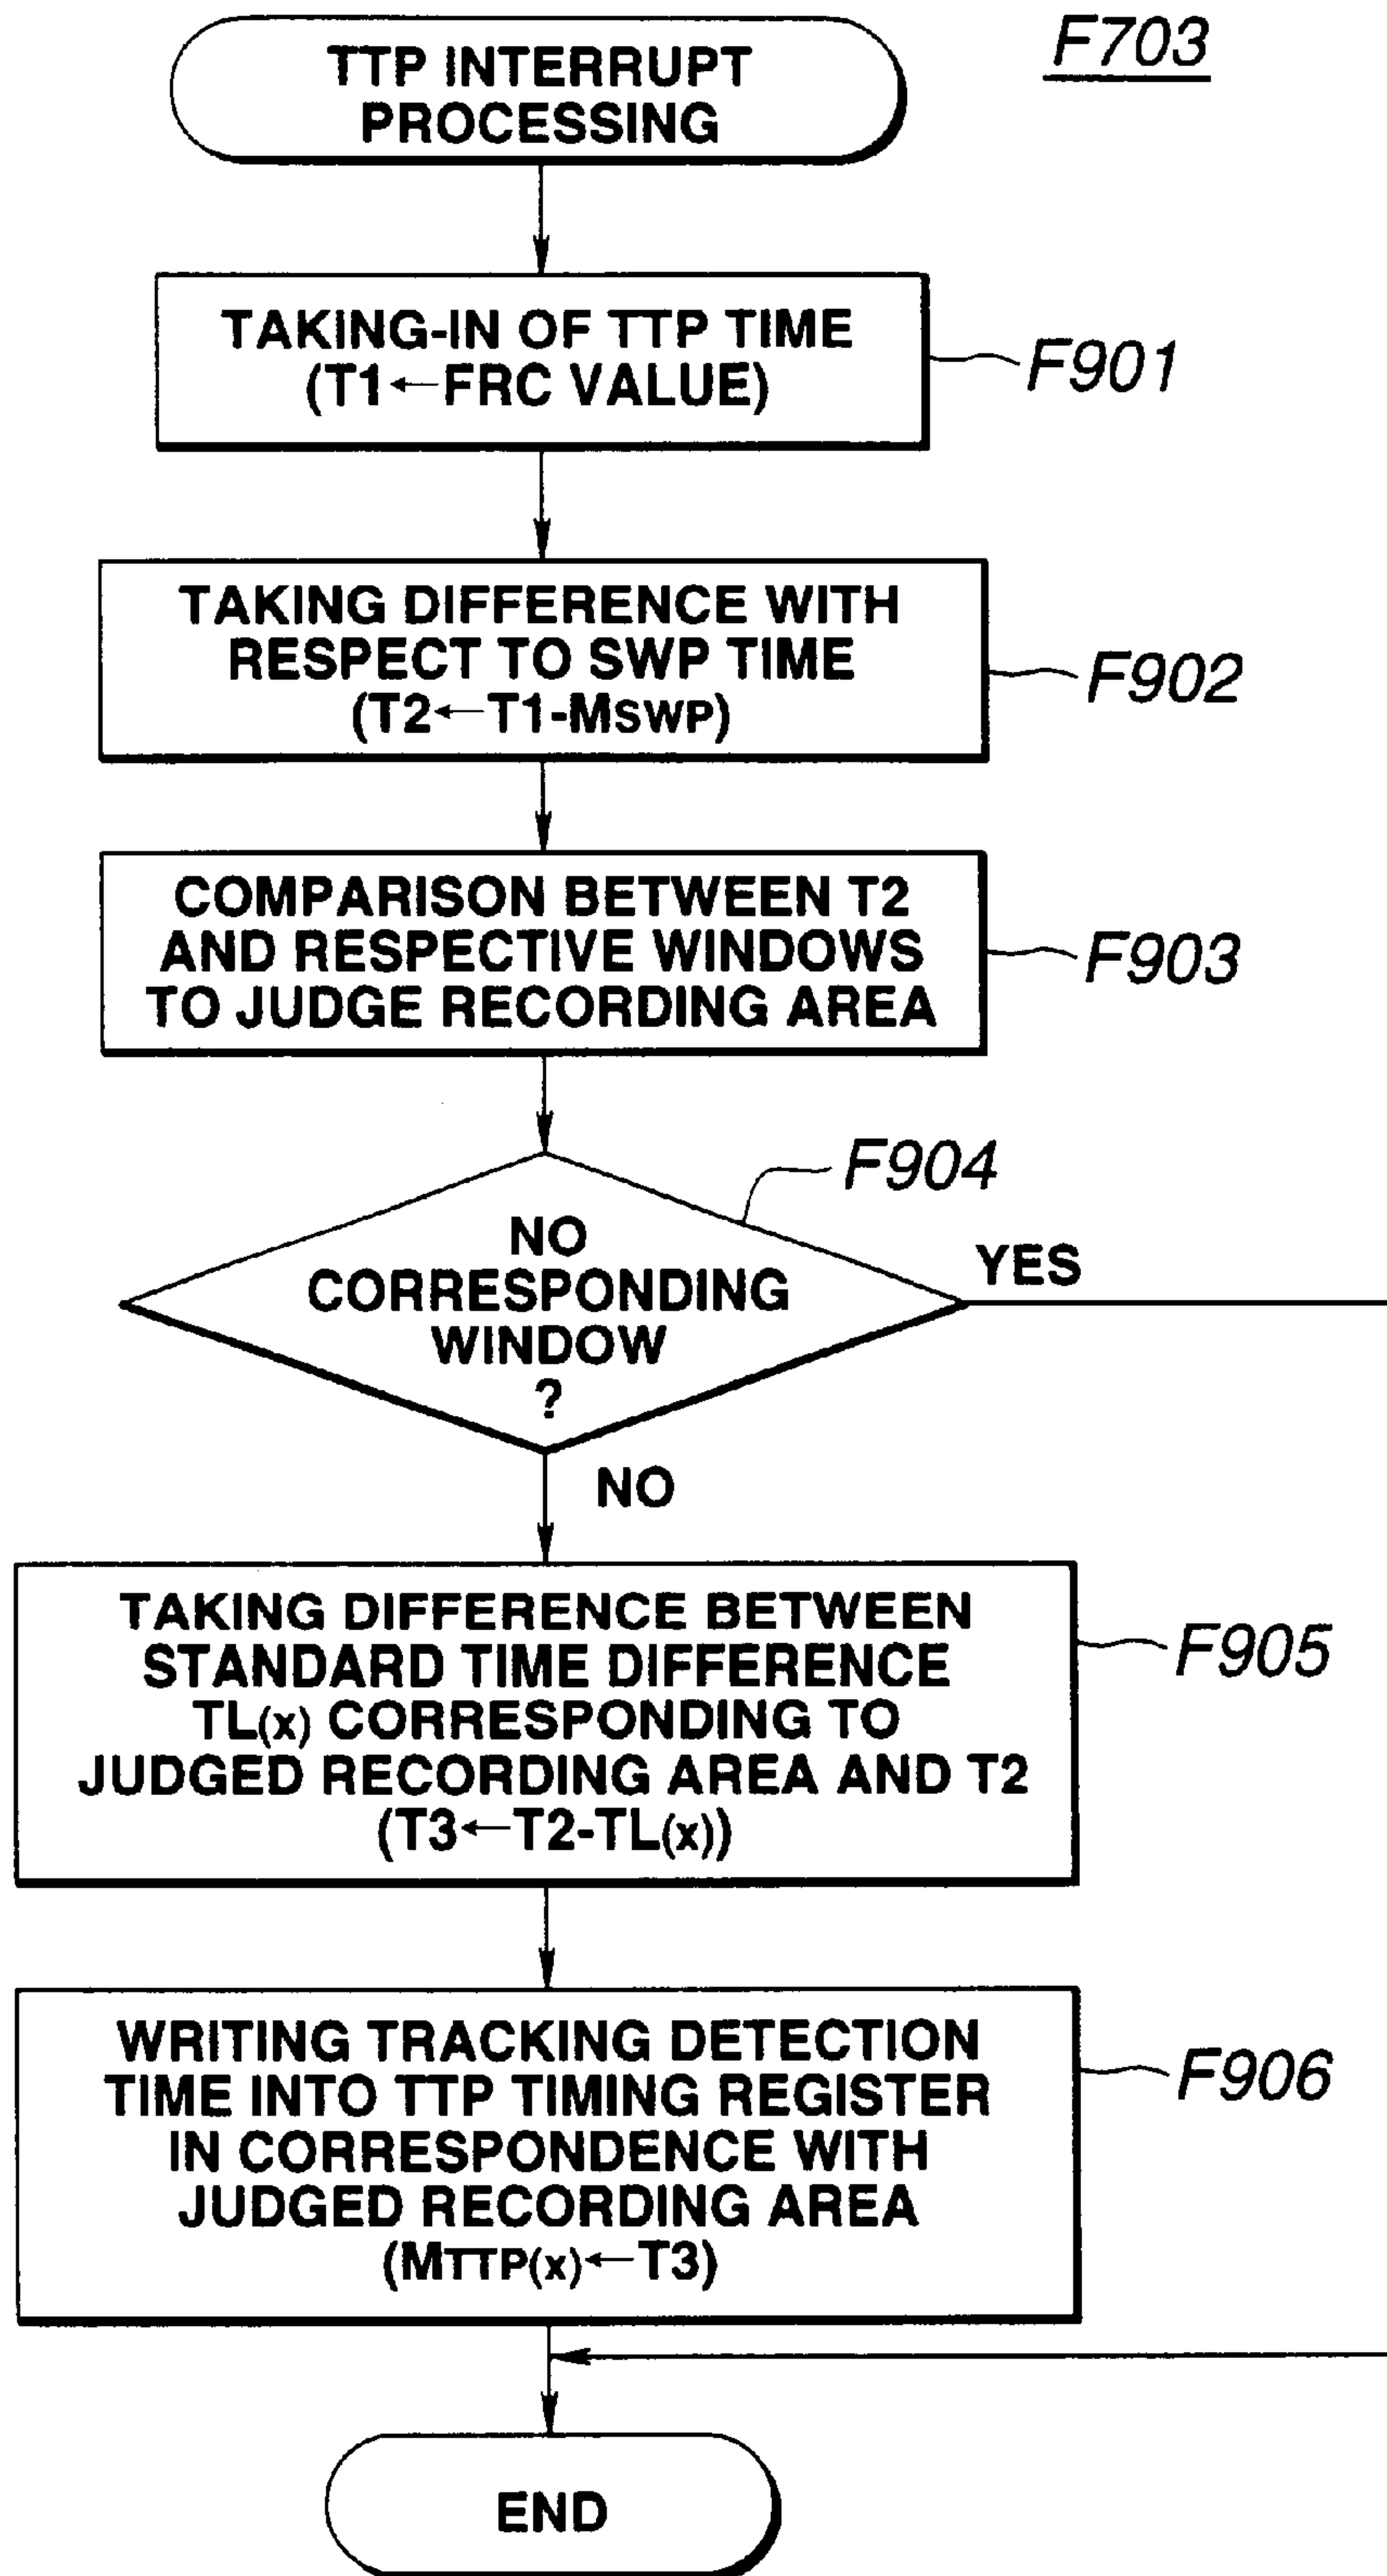 F703
TTP INTERRUPT
PROCESSING
TAKING-IN OF TTP TIME
(T1←FRC VALUE)
F901
TAKING DIFFERENCE WITH
RESPECT TO SWP TIME
(T2←T1-MSWP)
F902
COMPARISON BETWEEN T2
AND RESPECTIVE WINDOWS
TO JUDGE RECORDING AREA
F903
F904
NO
CORRESPONDING
WINDOW
?
YES
NO
TAKING DIFFERENCE BETWEEN
STANDARD TIME DIFFERENCE
TL(x) CORRESPONDING TO
JUDGED RECORDING AREA AND T2
(T3←T2-TL(x))
F905
WRITING TRACKING DETECTION
TIME INTO TTP TIMING REGISTER
IN CORRESPONDENCE WITH
JUDGED RECORDING AREA
(MTTP(x)←T3)
F906
END